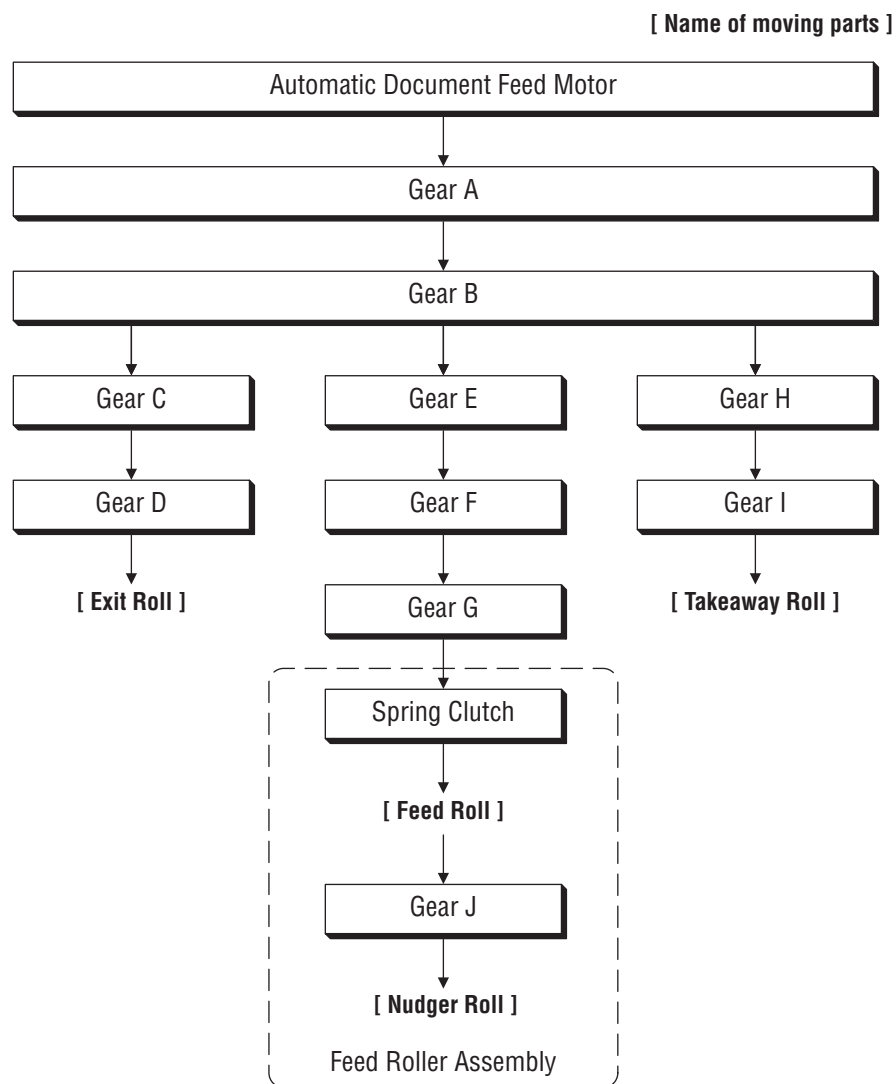 [ Name of moving parts ]
Automatic Document Feed Motor
Gear A
Gear B
Gear C
Gear E
Gear H
Gear D
Gear F
Gear I
[ Exit Roll ]
Gear G
[ Takeaway Roll ]
Spring Clutch
[ Feed Roll ]
Gear J
[ Nudger Roll ]
Feed Roller Assembly